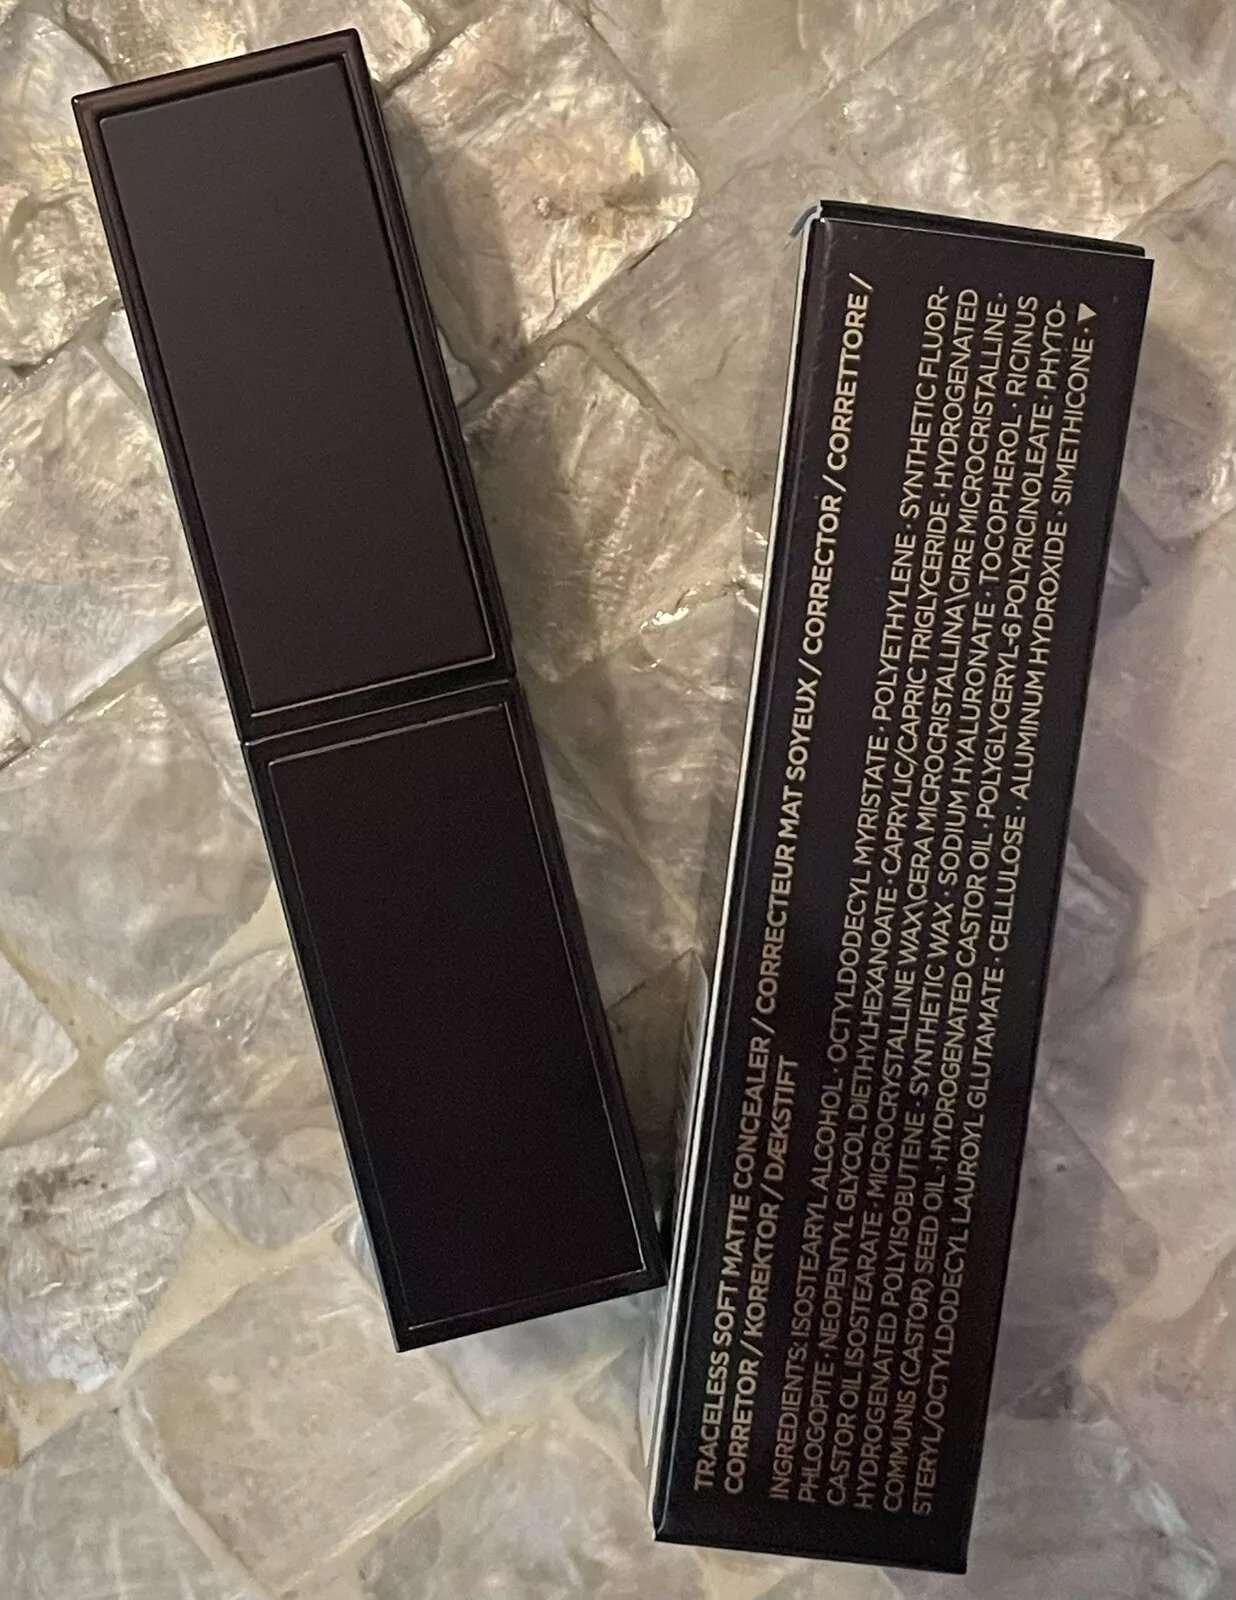 TRACELESS SOFT MATTE CONCEALER / CORRECTEUR MAT SOYEUX / CORRECTOR / CORRETTORE /
CORRETOR / KOREKTOR / DÆKSTIFT
INGREDIENTS: ISOSTEARYL ALCOHOL · OCTYLDODECYL MYRISTATE · POLYETHYLENE · SYNTHETIC FLUOR-
PHLOGOPITE · NEOPENTYL GLYCOL DIETHYLHEXANOATE · CAPRYLIC/CAPRIC TRIGLYCERIDE · HYDROGENATED
CASTOR OIL ISOSTEARATE · MICROCRYSTALLINE WAX\CERA MICROCRISTALLINA\CIRE MICROCRISTALLINE ·
HYDROGENATED POLYISOBUTENE · SYNTHETIC WAX · SODIUM HYALURONATE · TOCOPHEROL · RICINUS
COMMUNIS (CASTOR) SEED OIL · HYDROGENATED CASTOR OIL · POLYGLYCERYL-6 POLYRICINOLEATE · PHYTO-
STERYL/OCTYLDODECYL LAUROYL GLUTAMATE · CELLULOSE · ALUMINUM HYDROXIDE · SIMETHICONE · ▼